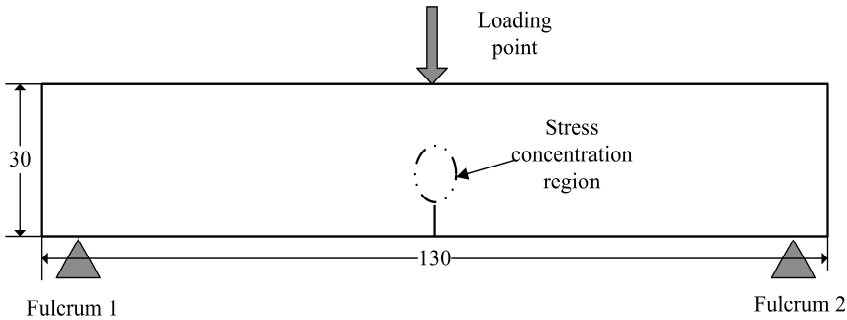 Loading
point
Stress
concentration
region
30
130
Fulcrum 1
Fulcrum 2